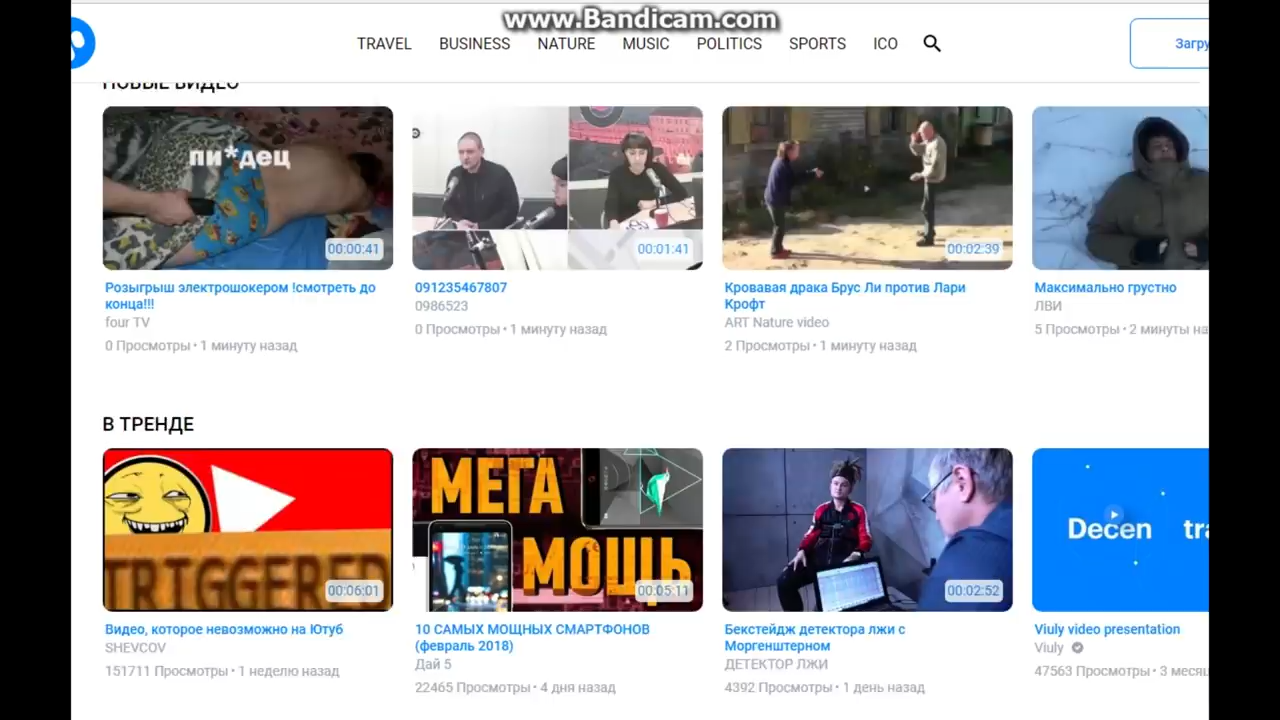 www.Bandicam.com
TRAVEL BUSINESS NATURE MUSIC POLITICS SPORTS ICO Загру
НОВЫЕ ВИДЕО
пи*дец
00:00:41
00:01:41
00:02:39
Розыгрыш электрошокером !смотреть до
конца!!!
four TV
0 Просмотры • 1 минуту назад
091235467807
0986523
0 Просмотры • 1 минуту назад
Кровавая драка Брус Ли против Лари
Крофт
ART Nature video
2 Просмотры • 1 минуту назад
Максимально грустно
ЛВИ
5 Просмотры • 2 минуты на
В ТРЕНДЕ
TRIGGERED
00:06:01
МЕГА
МОЩЬ
00:05:11
00:02:52
Decen tra
Видео, которое невозможно на Ютуб
SHEVCOV
151711 Просмотры • 1 неделю назад
10 САМЫХ МОЩНЫХ СМАРТФОНОВ
(февраль 2018)
Дай 5
22465 Просмотры • 4 дня назад
Бекстейдж детектора лжи с
Моргенштерном
ДЕТЕКТОР ЛЖИ
4392 Просмотры • 1 день назад
Viuly video presentation
Viuly
47563 Просмотры • 3 месяц